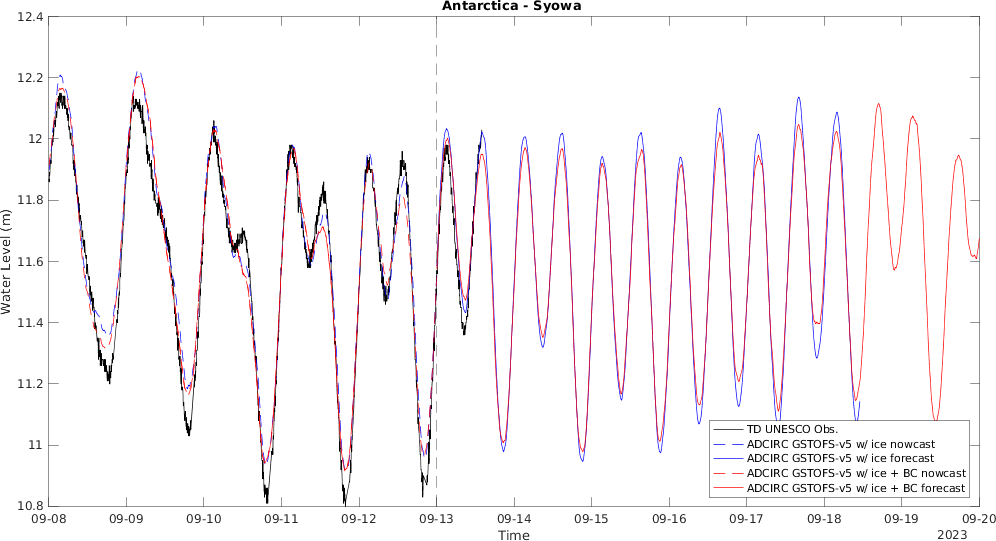 Antarctica - Syowa
12.4
12.2
12
11.8
11.6
11.4
11.2
11
10.8
Water Level (m)
TD UNESCO Obs.
ADCIRC GSTOFS-v5 w/ ice nowcast
ADCIRC GSTOFS-v5 w/ ice forecast
ADCIRC GSTOFS-v5 w/ ice + BC nowcast
ADCIRC GSTOFS-v5 w/ ice + BC forecast
09-08 09-09 09-10 09-11 09-12 09-13 09-14 09-15 09-16 09-17 09-18 09-19 09-20
Time
2023